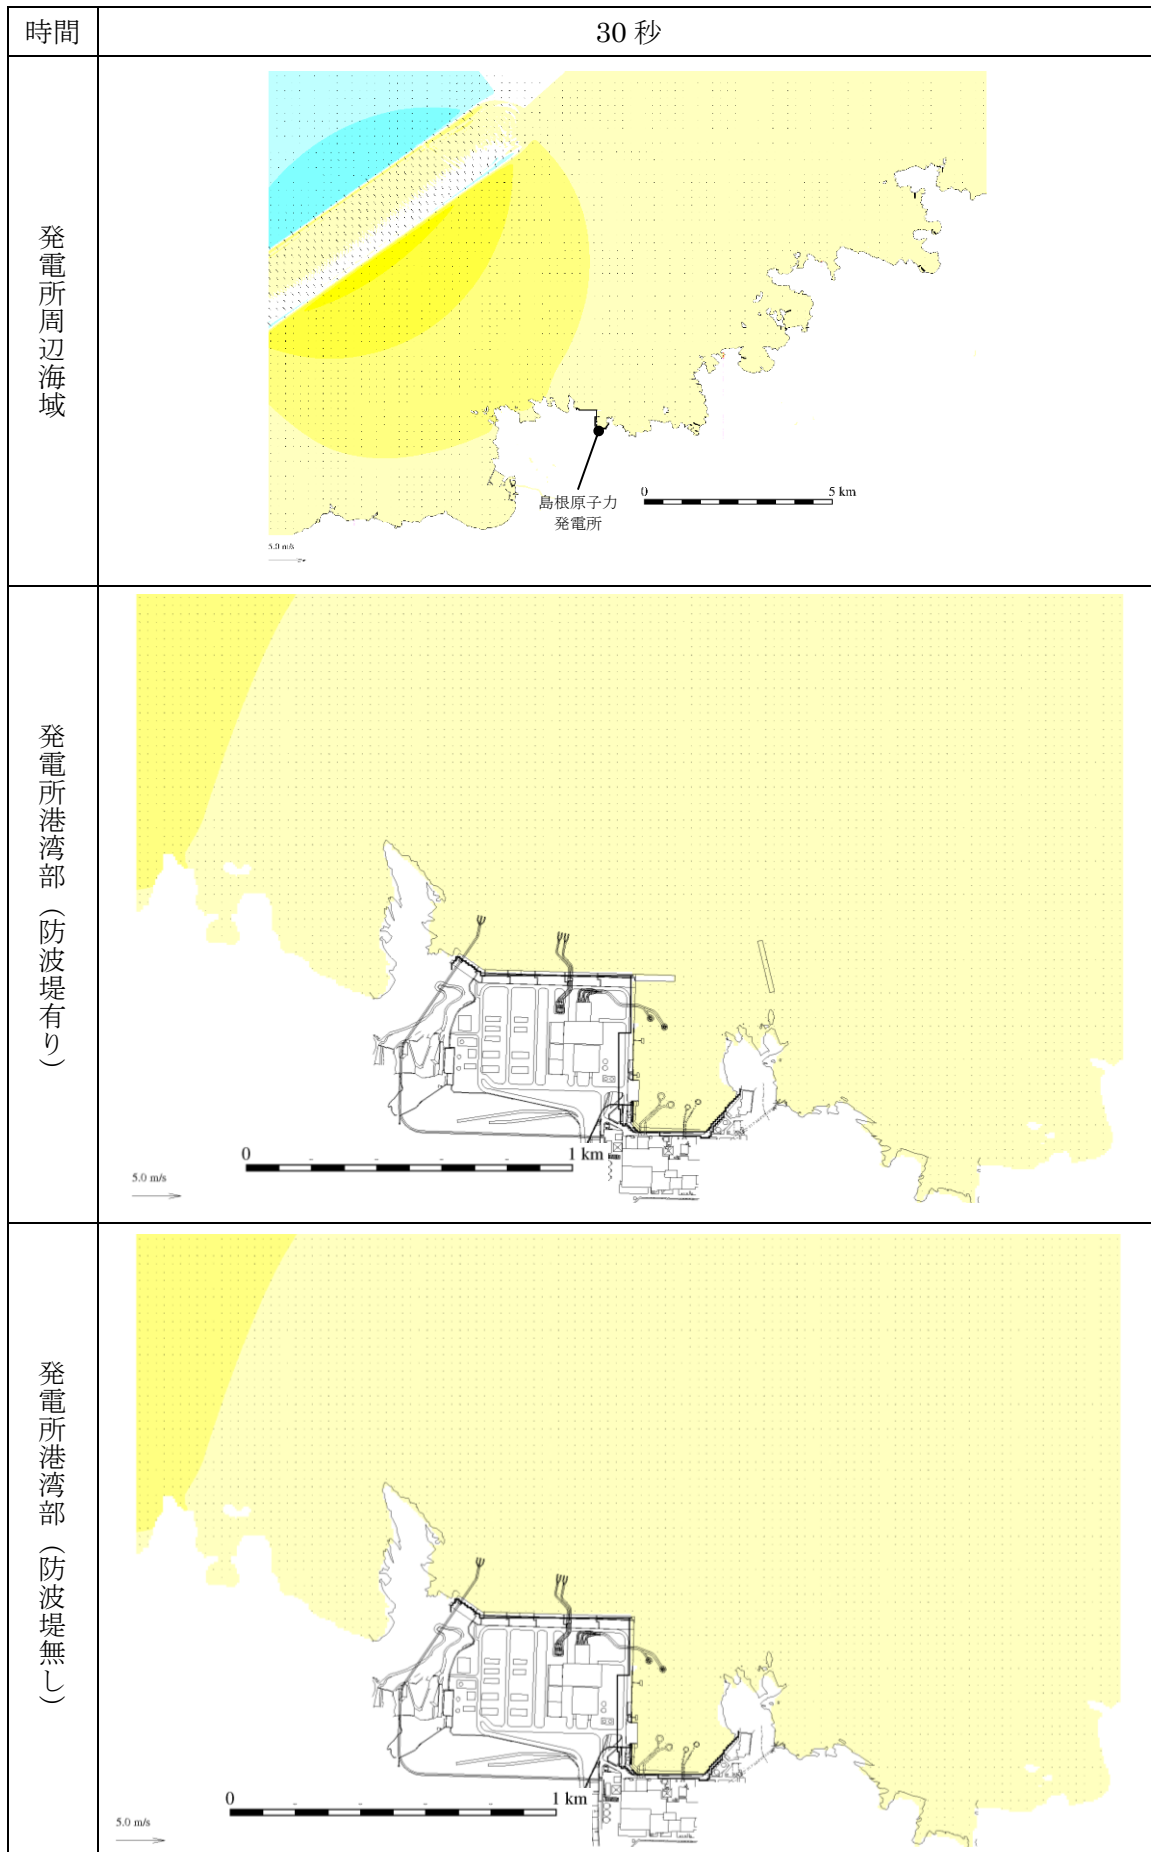 時間
30 秒
発電所周辺海域
島根原子力
発電所
0 5 km
5.0 m/s
発電所港湾部（防波堤有り）
0 1 km
5.0 m/s
発電所港湾部（防波堤無し）
0 1 km
5.0 m/s